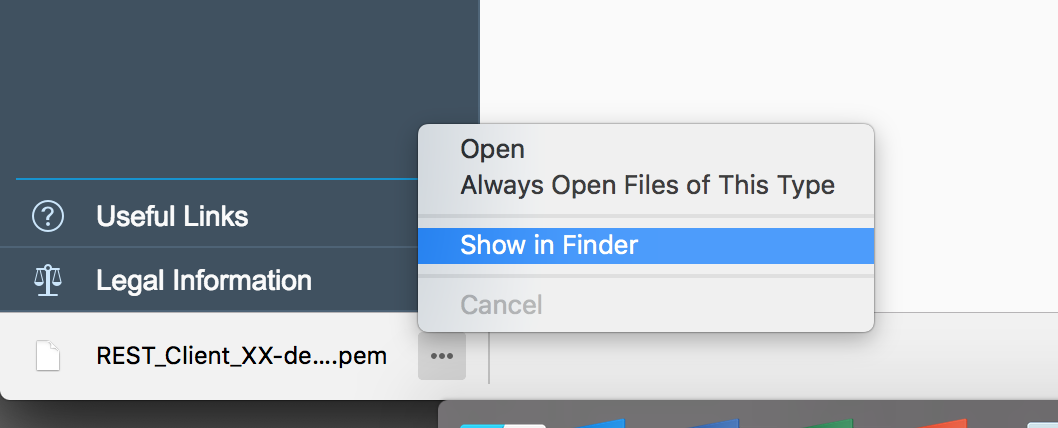 Open
Always Open Files of This Type
Useful Links
Show in Finder
Legal Information
Cancel
REST_Client_XX-de....pem